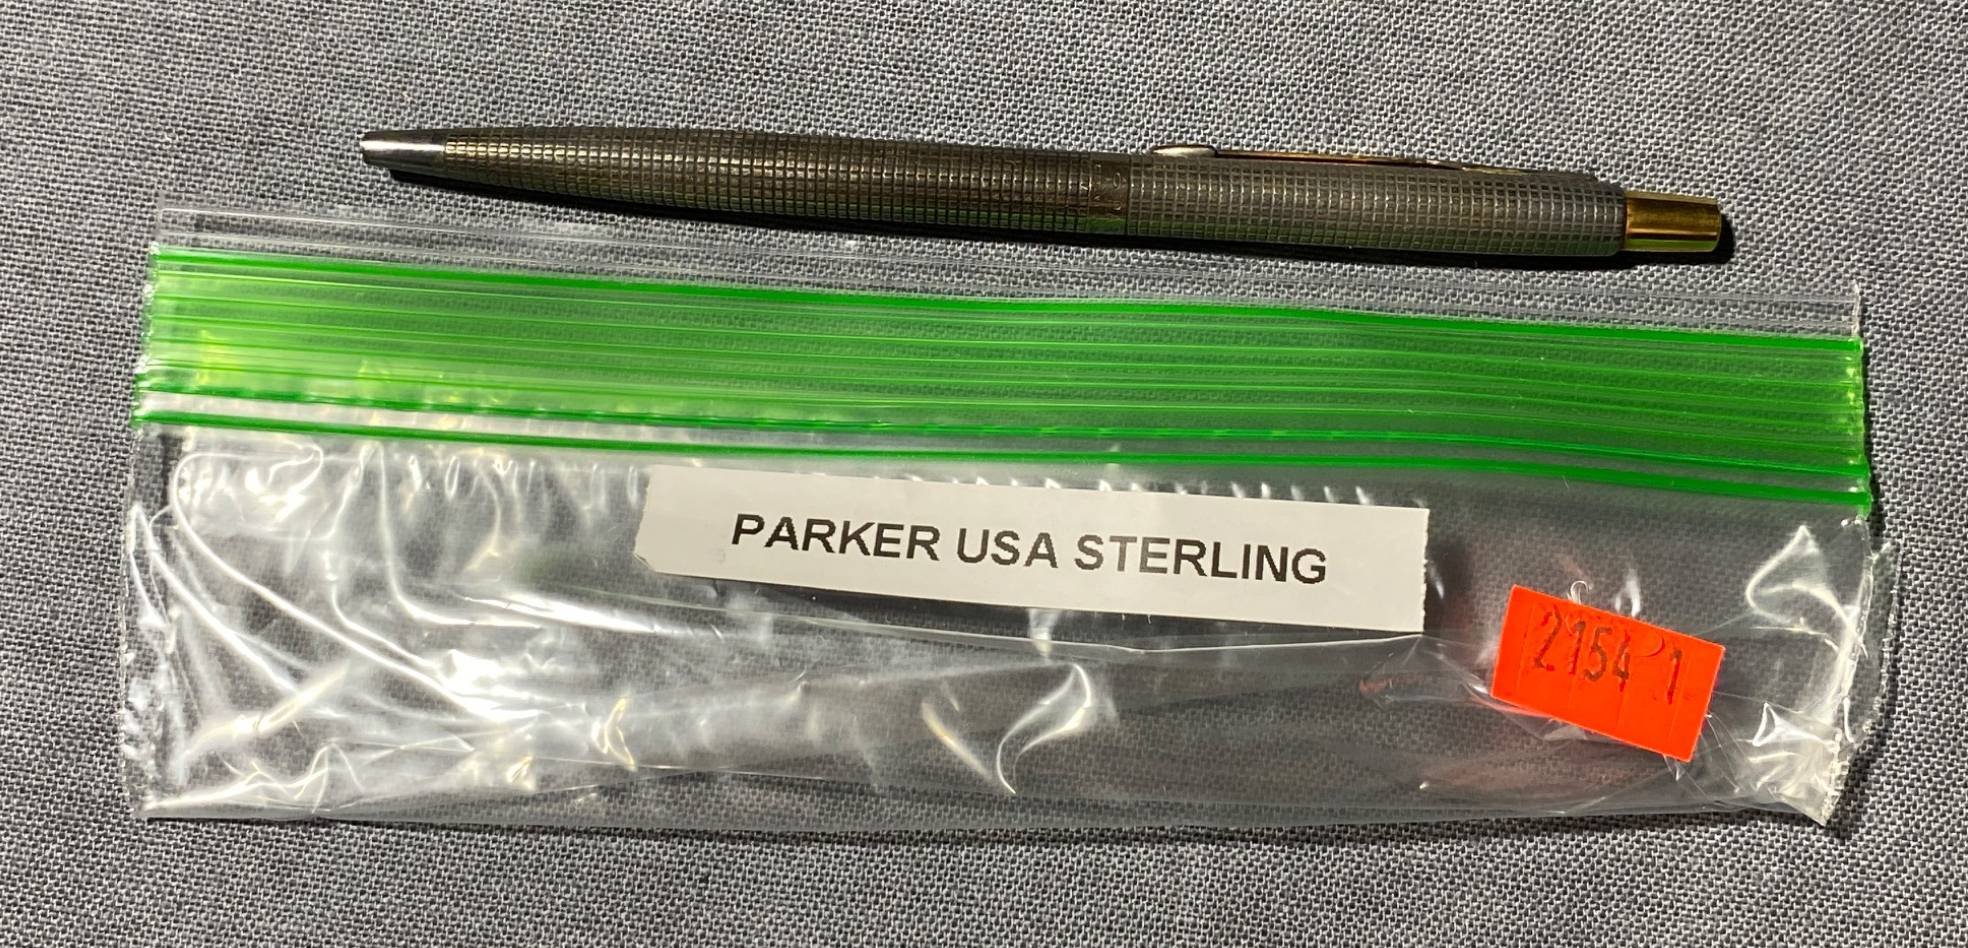 PARKER USA STERLING
2154 1